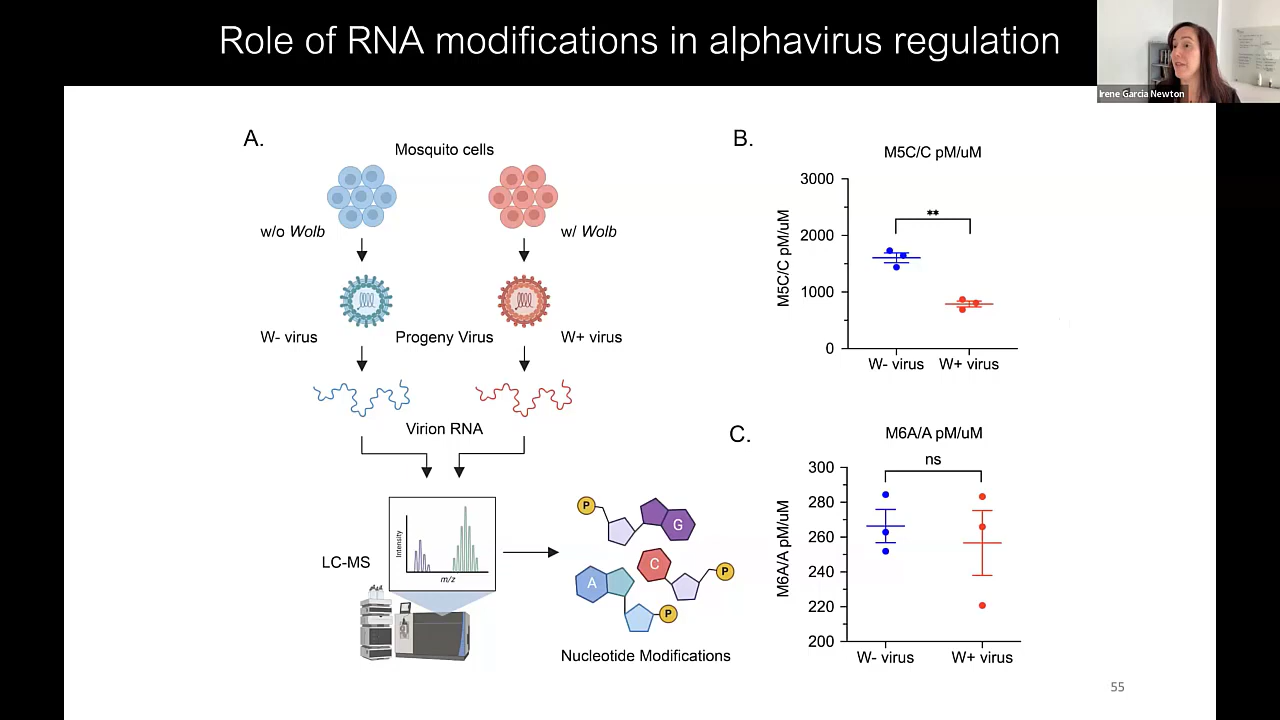 Role of RNA modifications in alphavirus regulation
Irene Garcia Newton
A.
Mosquito cells
w/o Wolb
w/ Wolb
W- virus
Progeny Virus
W+ virus
Virion RNA
LC-MS
Intensity
m/z
P
G
C
P
A
P
Nucleotide Modifications
B.
M5C/C pM/uM
M5C/C pM/uM
3000
2000
1000
0
**
W- virus
W+ virus
C.
M6A/A pM/uM
M6A/A pM/uM
300
280
260
240
220
200
ns
W- virus
W+ virus
55